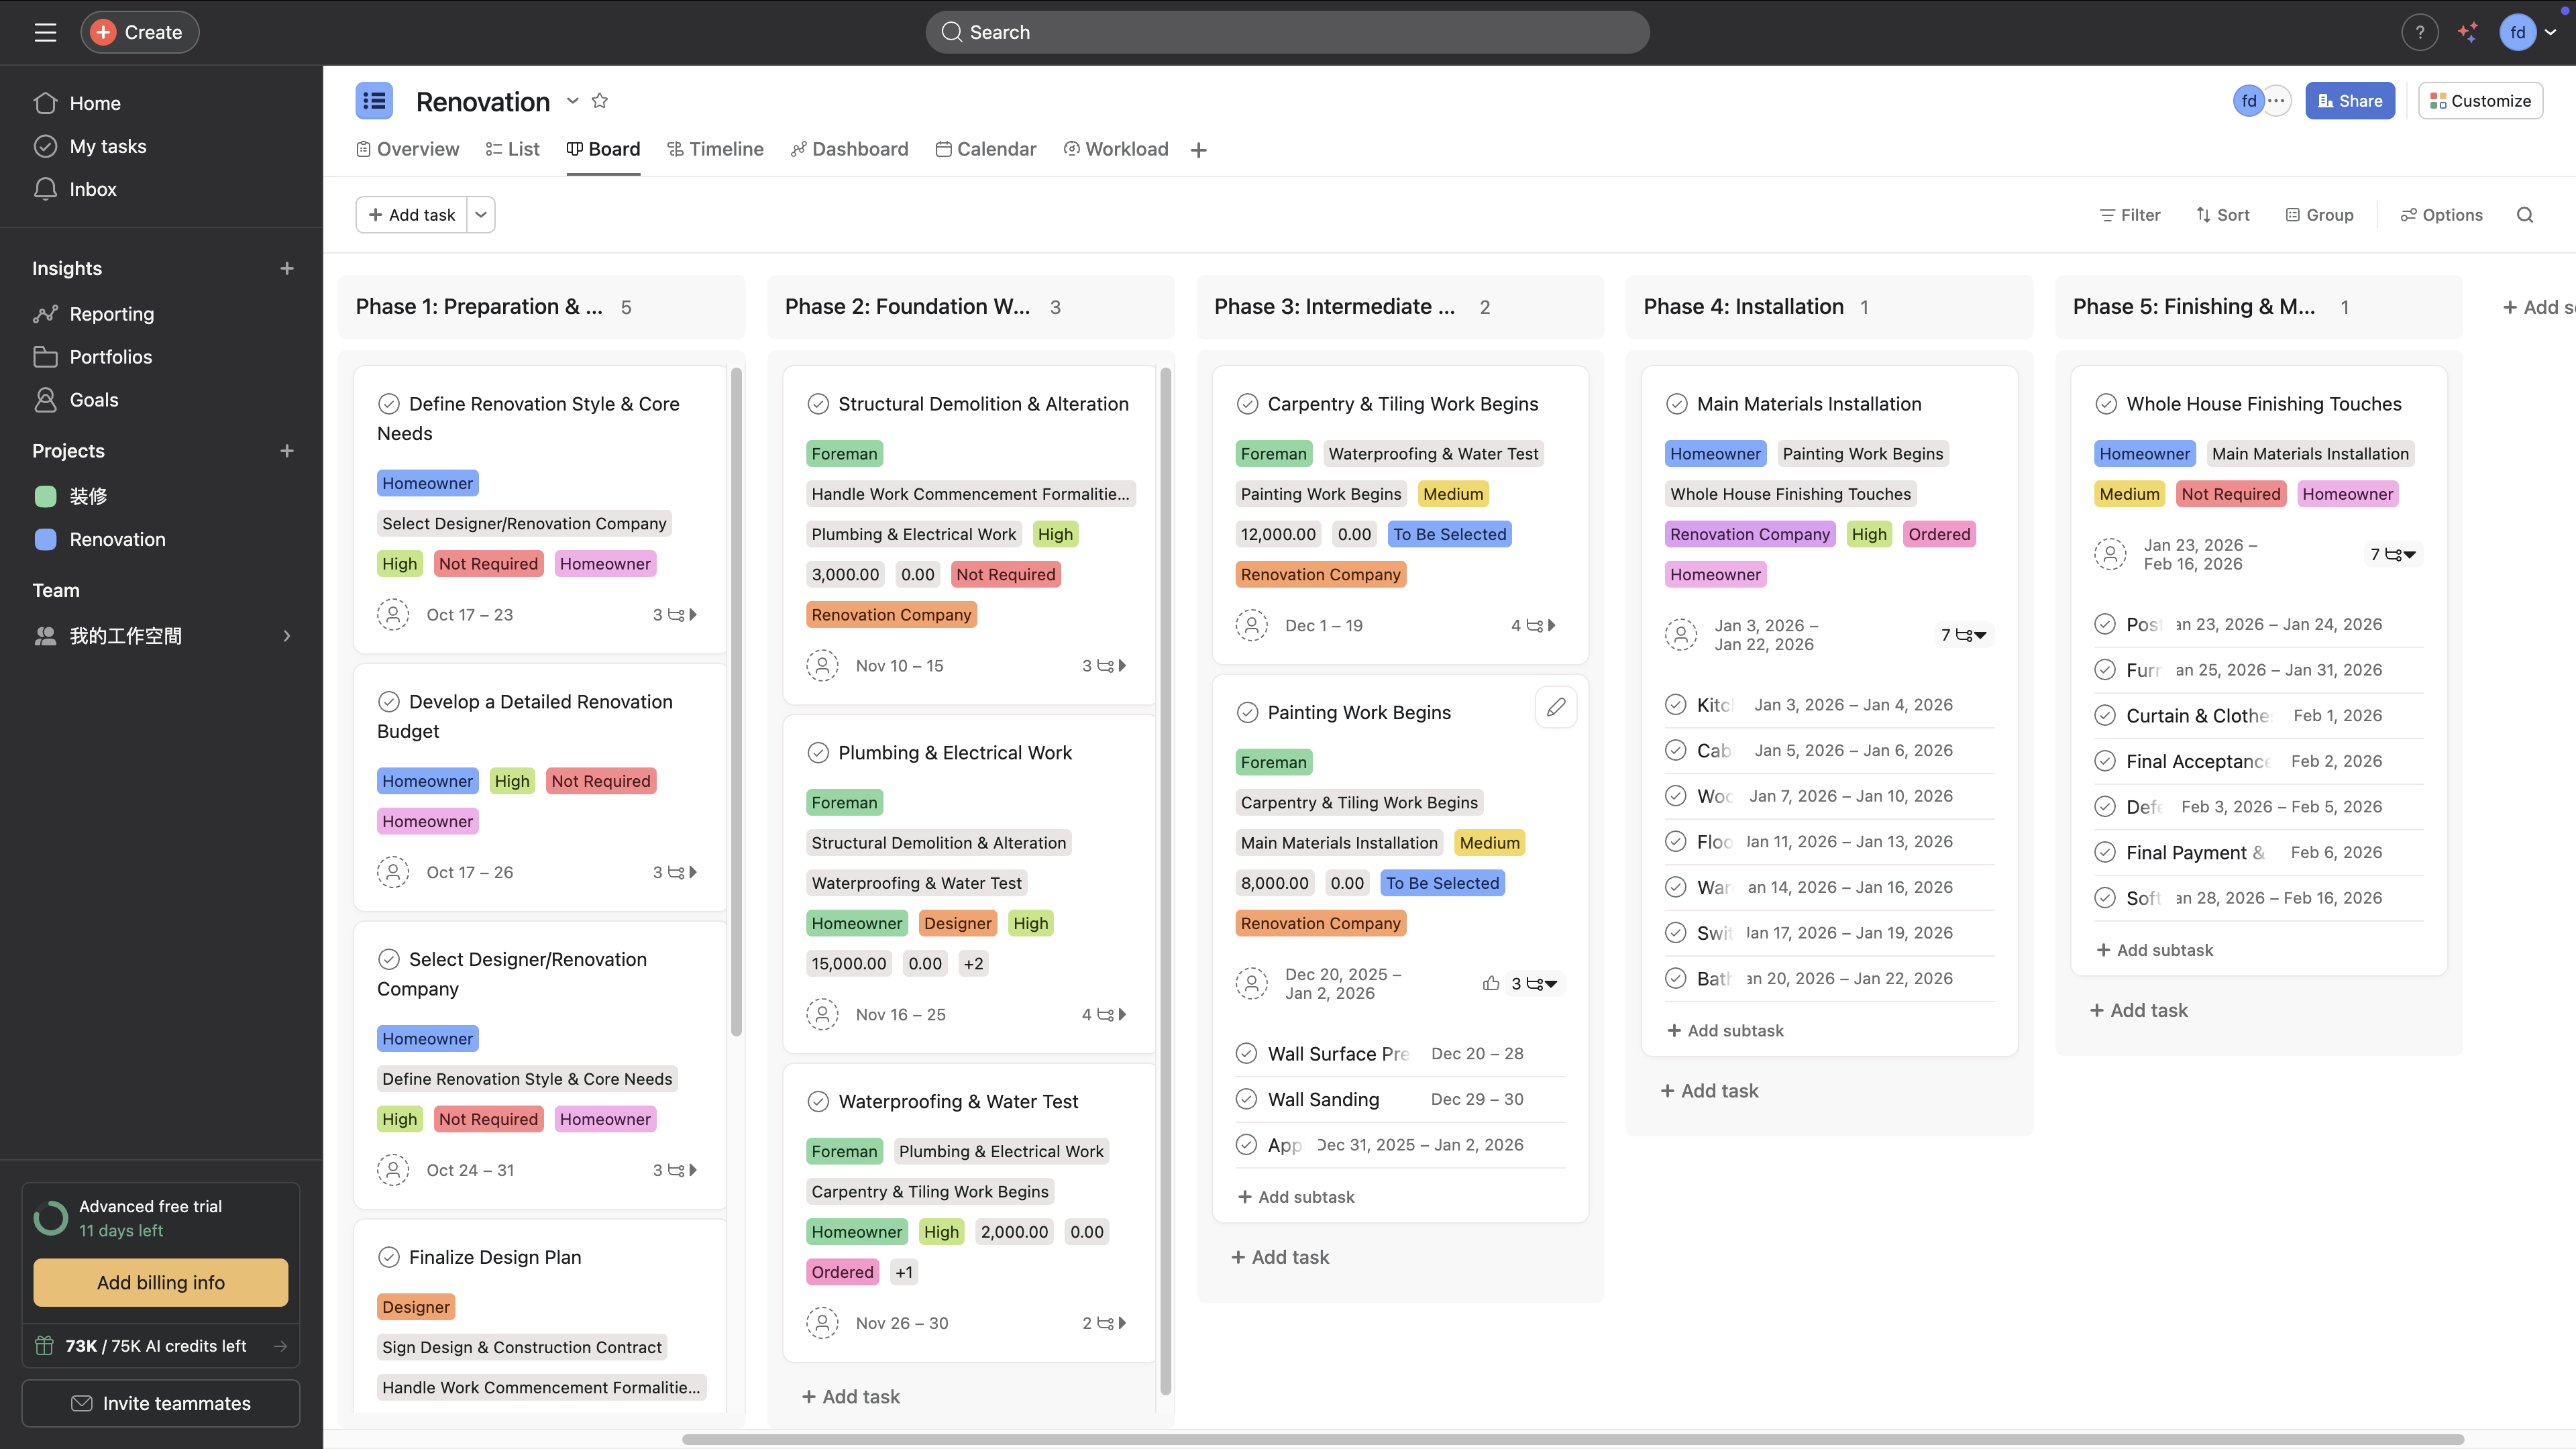 Create
Search
?
fd
Home
My tasks
Inbox
Insights
Reporting
Portfolios
Goals
Projects
装修
Renovation
Team
我的工作空間
Advanced free trial
11 days left
Add billing info
73K / 75K AI credits left
Invite teammates
Renovation
fd
Share
Customize
Overview
List
Board
Timeline
Dashboard
Calendar
Workload
Add task
Filter
Sort
Group
Options
Phase 1: Preparation & ... 5
Define Renovation Style & Core
Needs
Homeowner
Select Designer/Renovation Company
High Not Required Homeowner
Oct 17 – 23 3
Develop a Detailed Renovation
Budget
Homeowner High Not Required
Homeowner
Oct 17 – 26 3
Select Designer/Renovation
Company
Homeowner
Define Renovation Style & Core Needs
High Not Required Homeowner
Oct 24 – 31 3
Finalize Design Plan
Designer
Sign Design & Construction Contract
Handle Work Commencement Formalitie...
Phase 2: Foundation W... 3
Structural Demolition & Alteration
Foreman
Handle Work Commencement Formalitie...
Plumbing & Electrical Work High
3,000.00 0.00 Not Required
Renovation Company
Nov 10 – 15 3
Plumbing & Electrical Work
Foreman
Structural Demolition & Alteration
Waterproofing & Water Test
Homeowner Designer High
15,000.00 0.00 +2
Nov 16 – 25 4
Waterproofing & Water Test
Foreman Plumbing & Electrical Work
Carpentry & Tiling Work Begins
Homeowner High 2,000.00 0.00
Ordered +1
Nov 26 – 30 2
+ Add task
Phase 3: Intermediate ... 2
Carpentry & Tiling Work Begins
Foreman Waterproofing & Water Test
Painting Work Begins Medium
12,000.00 0.00 To Be Selected
Renovation Company
Dec 1 – 19 4
Painting Work Begins
Foreman
Carpentry & Tiling Work Begins
Main Materials Installation Medium
8,000.00 0.00 To Be Selected
Renovation Company
Dec 20, 2025 –
Jan 2, 2026 3
Wall Surface Pre Dec 20 – 28
Wall Sanding Dec 29 – 30
App Dec 31, 2025 – Jan 2, 2026
+ Add subtask
+ Add task
Phase 4: Installation 1
Main Materials Installation
Homeowner Painting Work Begins
Whole House Finishing Touches
Renovation Company High Ordered
Homeowner
Jan 3, 2026 –
Jan 22, 2026 7
Kitc Jan 3, 2026 – Jan 4, 2026
Cab Jan 5, 2026 – Jan 6, 2026
Woo Jan 7, 2026 – Jan 10, 2026
Floo Jan 11, 2026 – Jan 13, 2026
War an 14, 2026 – Jan 16, 2026
Swit Jan 17, 2026 – Jan 19, 2026
Bath an 20, 2026 – Jan 22, 2026
+ Add subtask
+ Add task
Phase 5: Finishing & M... 1
Whole House Finishing Touches
Homeowner Main Materials Installation
Medium Not Required Homeowner
Jan 23, 2026 –
Feb 16, 2026 7
Post an 23, 2026 – Jan 24, 2026
Furn an 25, 2026 – Jan 31, 2026
Curtain & Clothe Feb 1, 2026
Final Acceptance Feb 2, 2026
Defe Feb 3, 2026 – Feb 5, 2026
Final Payment & Feb 6, 2026
Soft an 28, 2026 – Feb 16, 2026
+ Add subtask
+ Add task
+ Add s